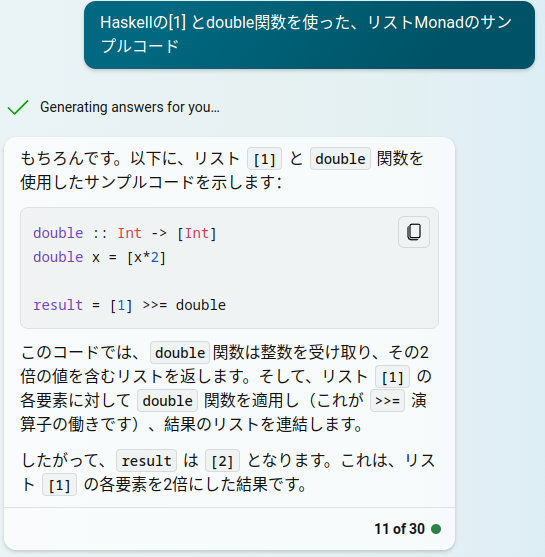 Haskellの[1] とdouble関数を使った、リストMonadのサン
プルコード
Generating answers for you…
もちろんです。以下に、リスト [1] と double 関数を
使用したサンプルコードを示します：
double :: Int -> [Int]
double x = [x*2]
result = [1] >>= double
このコードでは、 double 関数は整数を受け取り、その2
倍の値を含むリストを返します。そして、リスト [1] の
各要素に対して double 関数を適用し（これが >>= 演
算子の働きです）、結果のリストを連結します。
したがって、 result は [2] となります。これは、リス
ト [1] の各要素を2倍にした結果です。
11 of 30